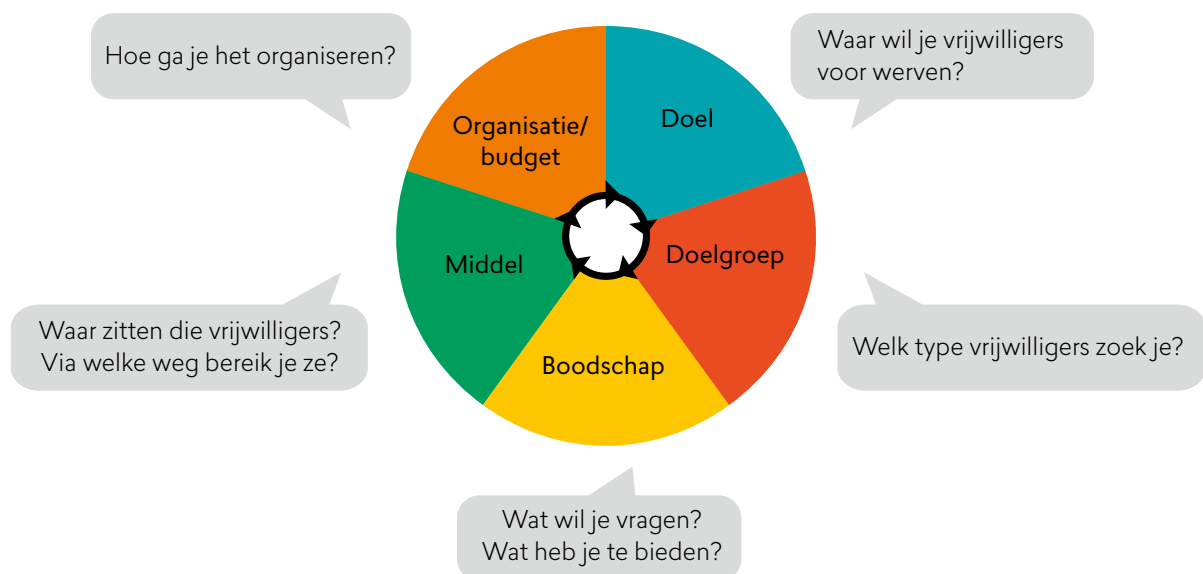 Hoe ga je het organiseren?
Waar wil je vrijwilligers
voor werven?
Organisatie/
budget
Doel
Middel
Doelgroep
Boodschap
Waar zitten die vrijwilligers?
Via welke weg bereik je ze?
Welk type vrijwilligers zoek je?
Wat wil je vragen?
Wat heb je te bieden?